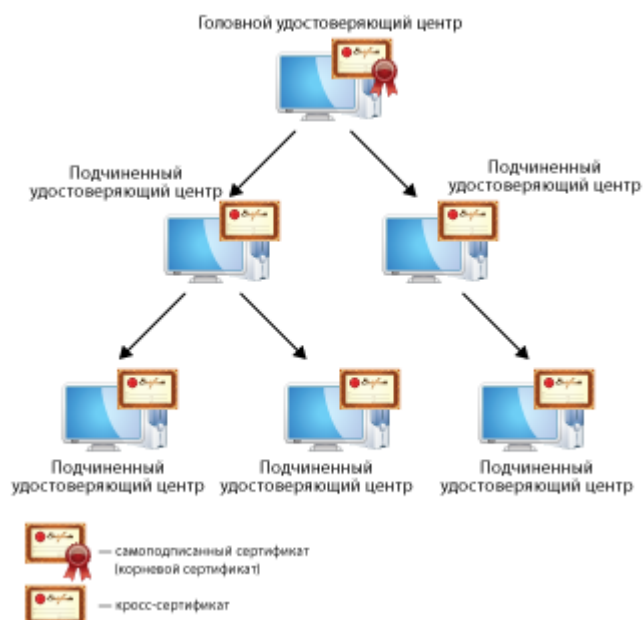 Головной удостоверяющий центр
Подчиненный
удостоверяющий центр
Подчиненный
удостоверяющий центр
Подчиненный
удостоверяющий центр
Подчиненный
удостоверяющий центр
Подчиненный
удостоверяющий центр
— самоподписанный сертификат
(корневой сертификат)
— кросс-сертификат